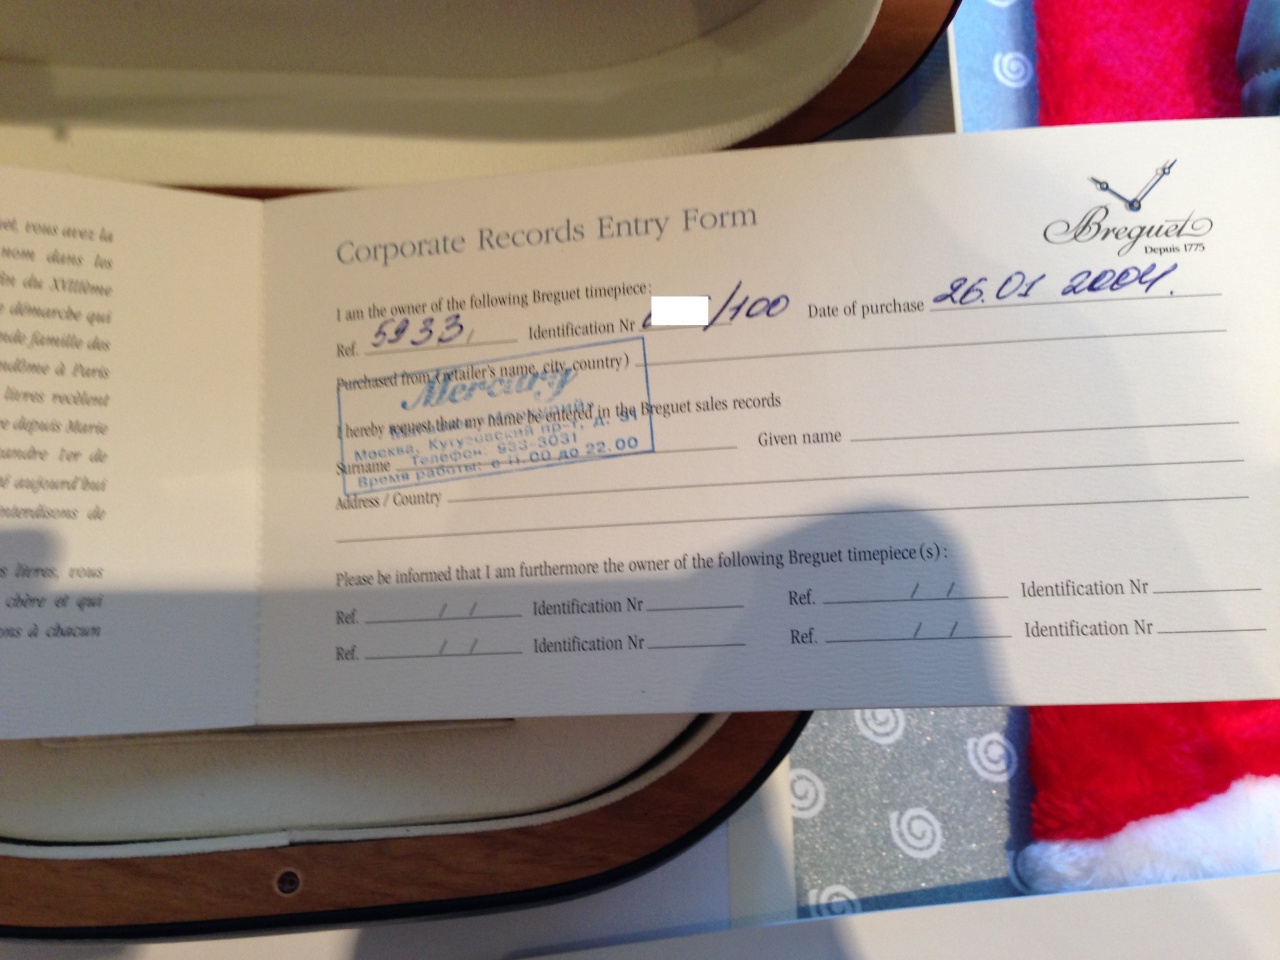 vous avez la
nom dans les
du XVIIIème
démarche qui
famille des
à Paris
livres recèlent
depuis Marie
1er de
aujourd'hui
de
livres, vous
chère et qui
à chacun
Corporate Records Entry Form
Breguet
Depuis 1775
I am the owner of the following Breguet timepiece:
Ref. 5933, Identification Nr /100 Date of purchase 26.01 2004.
Purchased from (retailer's name, city, country)
Mercury
I hereby request that my name be entered in the Breguet sales records
Москва, Кутузовский пр-т, д. 31
Телефон: 933-3031
Время работы: с 11.00 до 22.00
Surname Given name
Address / Country
Please be informed that I am furthermore the owner of the following Breguet timepiece(s):
Ref. / / Identification Nr Ref. / / Identification Nr
Ref. / / Identification Nr Ref. / / Identification Nr